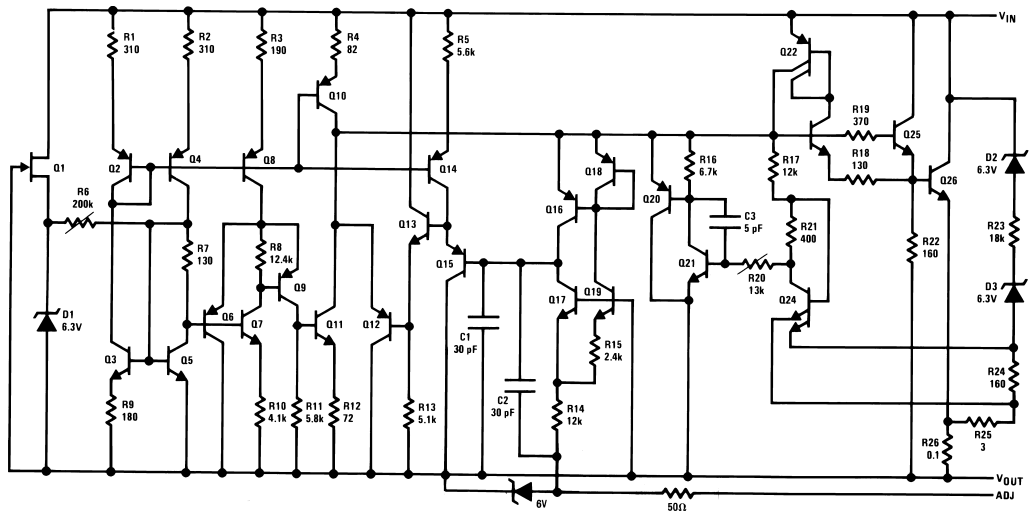 VIN
R1
310
R2
310
R3
190
R4
82
R5
5.6k
Q22
Q10
R19
370
Q25
R18
130
Q1
Q2
Q4
Q8
Q14
Q18
R16
6.7k
R17
12k
Q26
D2
6.3V
R6
200k
Q16
Q20
C3
5 pF
R21
400
R23
18k
Q13
R7
130
R8
12.4k
Q15
Q21
R20
13k
R22
160
Q9
Q17
Q19
Q24
D3
6.3V
D1
6.3V
Q6
Q7
Q11
Q12
C1
30 pF
Q3
Q5
R15
2.4k
C2
30 pF
R24
160
R9
180
R10
4.1k
R11
5.8k
R12
72
R13
5.1k
R14
12k
R26
0.1
R25
3
VOUT
6V
50Ω
ADJ